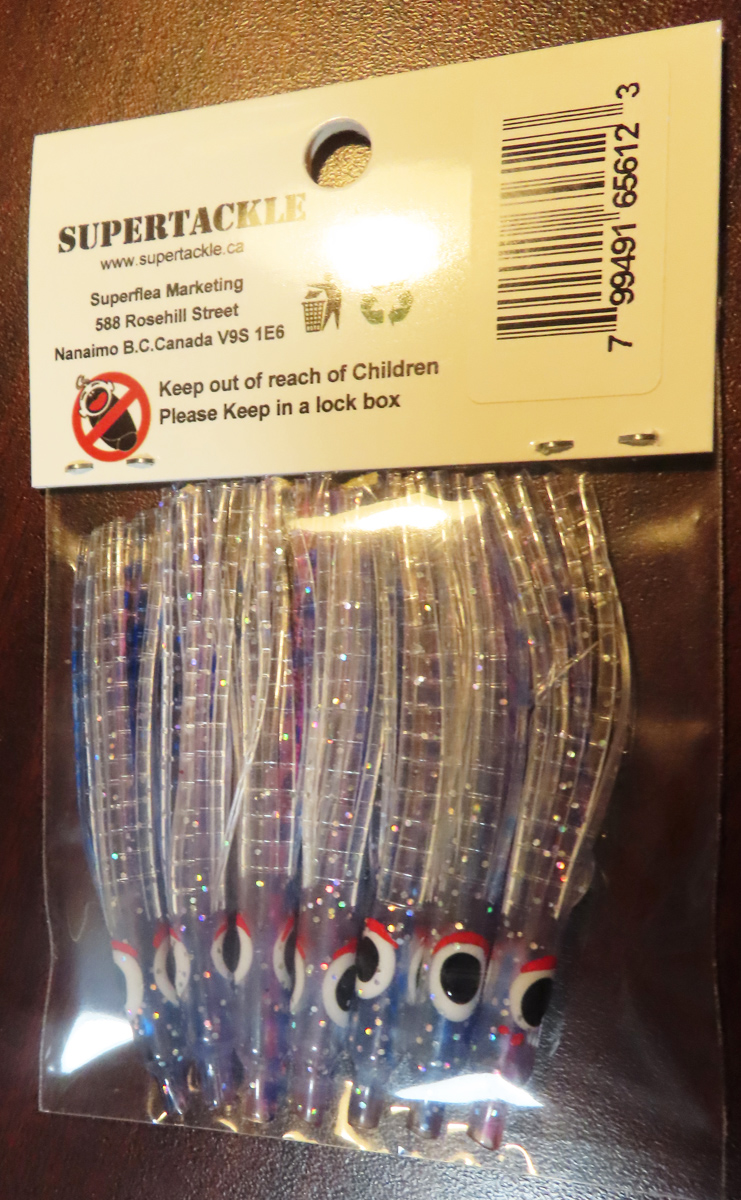 SUPERTACKLE
www.supertackle.ca
Superflea Marketing
588 Rosehill Street
Nanaimo B.C.Canada V9S 1E6
Keep out of reach of Children
Please Keep in a lock box
7 99491 65612 3